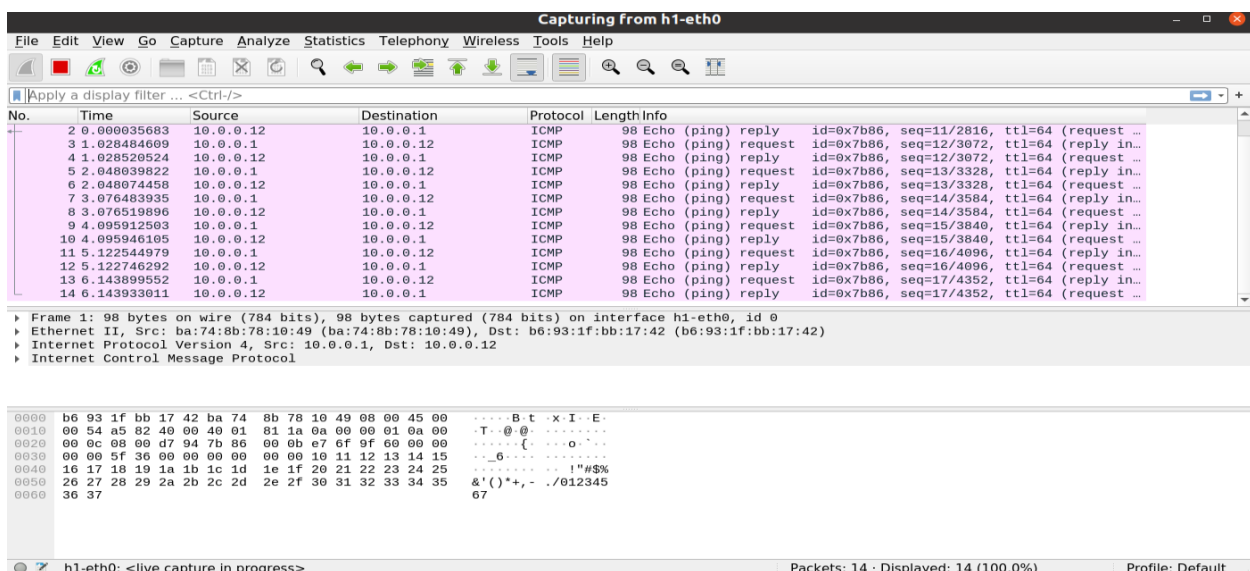 Capturing from h1-eth0
File Edit View Go Capture Analyze Statistics Telephony Wireless Tools Help
Apply a display filter ... <Ctrl-/>
No. Time Source Destination Protocol Length Info
2 0.000035683 10.0.0.12 10.0.0.1 ICMP 98 Echo (ping) reply id=0x7b86, seq=11/2816, ttl=64 (request …
3 1.028484609 10.0.0.1 10.0.0.12 ICMP 98 Echo (ping) request id=0x7b86, seq=12/3072, ttl=64 (reply in…
4 1.028520524 10.0.0.12 10.0.0.1 ICMP 98 Echo (ping) reply id=0x7b86, seq=12/3072, ttl=64 (request …
5 2.048039822 10.0.0.1 10.0.0.12 ICMP 98 Echo (ping) request id=0x7b86, seq=13/3328, ttl=64 (reply in…
6 2.048074458 10.0.0.12 10.0.0.1 ICMP 98 Echo (ping) reply id=0x7b86, seq=13/3328, ttl=64 (request …
7 3.076483935 10.0.0.1 10.0.0.12 ICMP 98 Echo (ping) request id=0x7b86, seq=14/3584, ttl=64 (reply in…
8 3.076519896 10.0.0.12 10.0.0.1 ICMP 98 Echo (ping) reply id=0x7b86, seq=14/3584, ttl=64 (request …
9 4.095912503 10.0.0.1 10.0.0.12 ICMP 98 Echo (ping) request id=0x7b86, seq=15/3840, ttl=64 (reply in…
10 4.095946105 10.0.0.12 10.0.0.1 ICMP 98 Echo (ping) reply id=0x7b86, seq=15/3840, ttl=64 (request …
11 5.122544979 10.0.0.1 10.0.0.12 ICMP 98 Echo (ping) request id=0x7b86, seq=16/4096, ttl=64 (reply in…
12 5.122746292 10.0.0.12 10.0.0.1 ICMP 98 Echo (ping) reply id=0x7b86, seq=16/4096, ttl=64 (request …
13 6.143899552 10.0.0.1 10.0.0.12 ICMP 98 Echo (ping) request id=0x7b86, seq=17/4352, ttl=64 (reply in…
14 6.143933011 10.0.0.12 10.0.0.1 ICMP 98 Echo (ping) reply id=0x7b86, seq=17/4352, ttl=64 (request …
Frame 1: 98 bytes on wire (784 bits), 98 bytes captured (784 bits) on interface h1-eth0, id 0
Ethernet II, Src: ba:74:8b:78:10:49 (ba:74:8b:78:10:49), Dst: b6:93:1f:bb:17:42 (b6:93:1f:bb:17:42)
Internet Protocol Version 4, Src: 10.0.0.1, Dst: 10.0.0.12
Internet Control Message Protocol
0000 b6 93 1f bb 17 42 ba 74 8b 78 10 49 08 00 45 00 ·····B·t ·x·I··E·
0010 00 54 a5 82 40 00 40 01 81 1a 0a 00 00 01 0a 00 ·T··@·@· ········
0020 00 0c 08 00 d7 94 7b 86 00 0b e7 6f 9f 60 00 00 ······{· ···o·`··
0030 00 00 5f 36 00 00 00 00 00 00 10 11 12 13 14 15 ··_6···· ········
0040 16 17 18 19 1a 1b 1c 1d 1e 1f 20 21 22 23 24 25 ········ ·· !"#$%
0050 26 27 28 29 2a 2b 2c 2d 2e 2f 30 31 32 33 34 35 &'()*+,- ./012345
0060 36 37 67
h1-eth0: <live capture in progress> Packets: 14 · Displayed: 14 (100.0%) Profile: Default